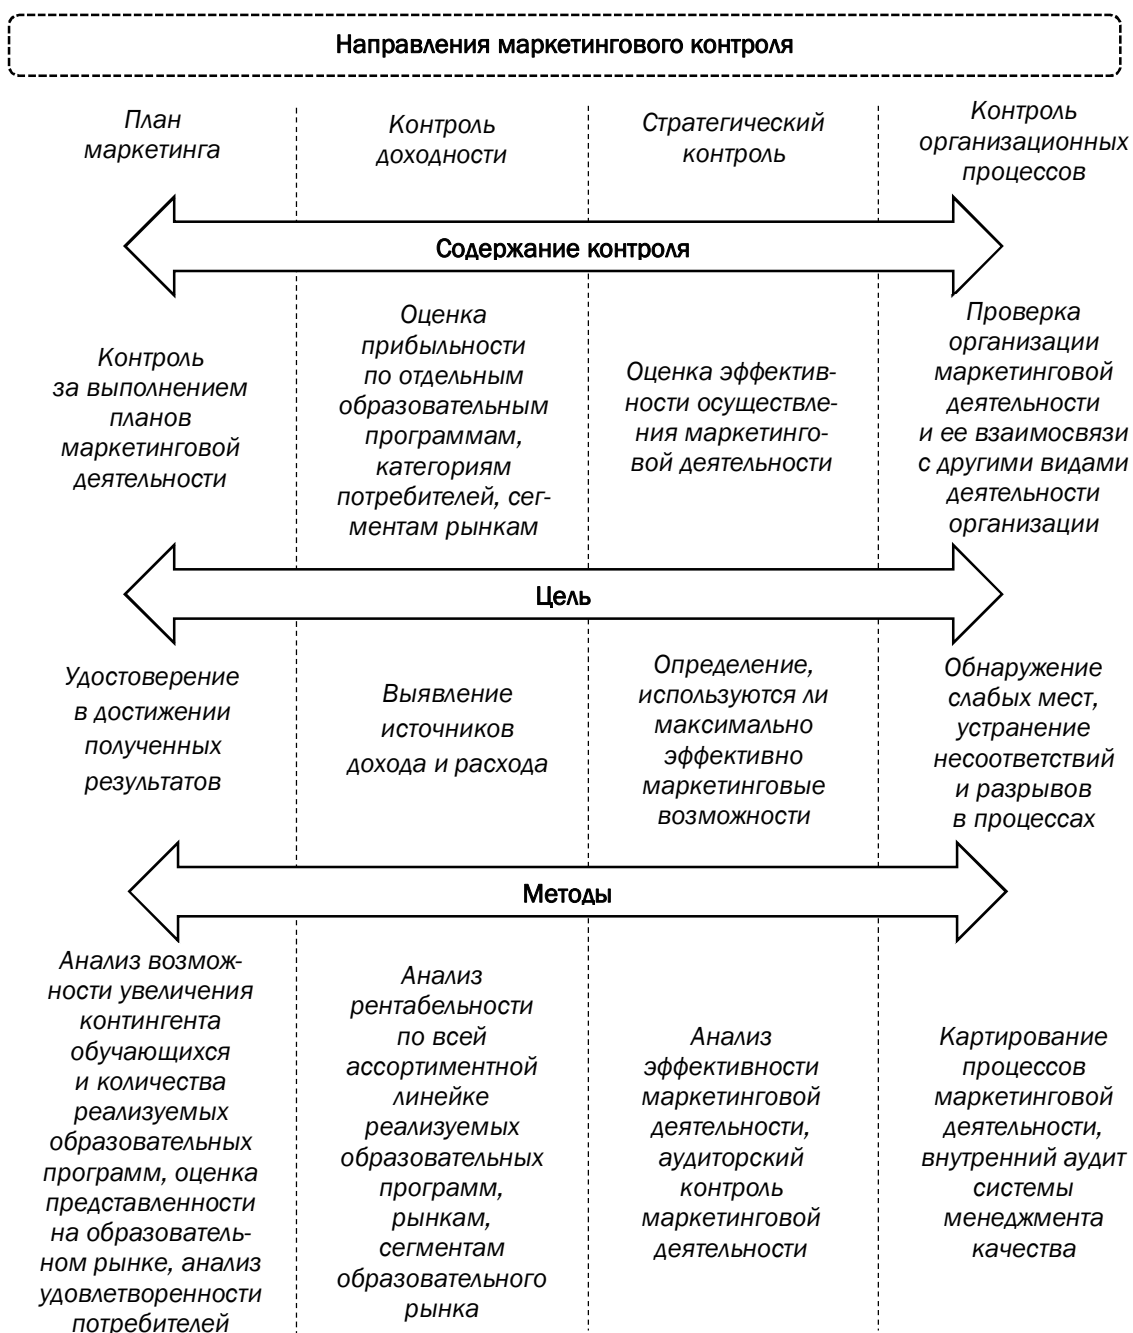 Направления маркетингового контроля
План
маркетинга
Контроль
доходности
Стратегический
контроль
Контроль
организационных
процессов
Содержание контроля
Контроль
за выполнением
планов
маркетинговой
деятельности
Оценка
прибыльности
по отдельным
образовательным
программам,
категориям
потребителей, сег-
ментам рынкам
Оценка эффектив-
ности осуществле-
ния маркетинго-
вой деятельности
Проверка
организации
маркетинговой
деятельности
и ее взаимосвязи
с другими видами
деятельности
организации
Цель
Удостоверение
в достижении
полученных
результатов
Выявление
источников
дохода и расхода
Определение,
используются ли
максимально
эффективно
маркетинговые
возможности
Обнаружение
слабых мест,
устранение
несоответствий
и разрывов
в процессах
Методы
Анализ возмож-
ности увеличения
контингента
обучающихся
и количества
реализуемых
образовательных
программ, оценка
представленности
на образователь-
ном рынке, анализ
удовлетворенности
потребителей
Анализ
рентабельности
по всей
ассортиментной
линейке
реализуемых
образовательных
программ,
рынкам,
сегментам
образовательного
рынка
Анализ
эффективности
маркетинговой
деятельности,
аудиторский
контроль
маркетинговой
деятельности
Картирование
процессов
маркетинговой
деятельности,
внутренний аудит
системы
менеджмента
качества